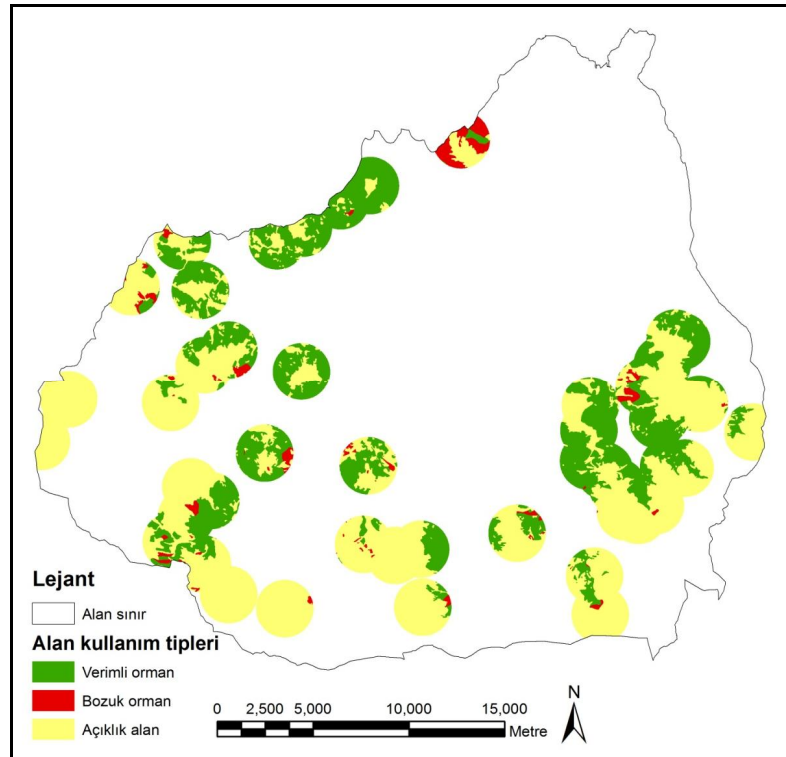 Lejant
Alan sınır
Alan kullanım tipleri
Verimli orman
Bozuk orman
Açıklık alan
0 2,500 5,000 10,000 15,000
Metre
N